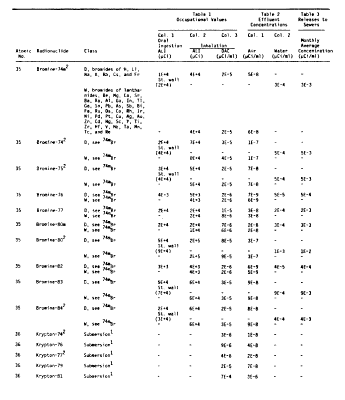 Table 1
Occupational Values
Table 2
Effluent
Concentrations
Table 3
Releases to
Sewers
Col. 1 Col. 2 Col. 3 Col. 1 Col. 2
Oral
Ingestion Inhalation
Monthly
Average
Atomic Radionuclide Class ALI ALI DAC Air Water Concentration
No. (µCi) (µCi) (µCi/ml) (µCi/ml) (µCi/ml) (µCi/ml)
35 Bromine-74m² D, bromides of H, Li,
Na, K, Rb, Cs, and Fr 1E+4 4E+4 2E-5 5E-8 - -
St. wall
(2E+4) - - - 3E-4 3E-3
W, bromides of lantha-
nides, Be, Mg, Ca, Sr,
Ba, Ra, Al, Ga, In, Tl,
Ge, Sn, Pb, As, Sb, Bi,
Fe, Ru, Os, Co, Rh, Ir,
Ni, Pd, Pt, Cu, Ag, Au,
Zn, Cd, Hg, Sc, Y, Ti,
Zr, Hf, V, Nb, Ta, Mn,
Tc, and Re - 4E+4 2E-5 6E-8 - -
35 Bromine-74² D, see 74mBr 2E+4 7E+4 3E-5 1E-7 - -
St. wall
(4E+4) - - - 5E-4 5E-3
W, see 74mBr - 8E+4 4E-5 1E-7 - -
35 Bromine-75² D, see 74mBr 3E+4 5E+4 2E-5 7E-8 - -
St. wall
(4E+4) - - - 5E-4 5E-3
W, see 74mBr - 5E+4 2E-5 7E-8 - -
35 Bromine-76 D, see 74mBr 4E+3 5E+3 2E-6 7E-9 5E-5 5E-4
W, see 74mBr - 4E+3 2E-6 6E-9 - -
35 Bromine-77 D, see 74mBr 2E+4 2E+4 1E-5 3E-8 2E-4 2E-3
W, see 74mBr - 2E+4 8E-6 3E-8 - -
35 Bromine-80m D, see 74mBr 2E+4 2E+4 7E-6 2E-8 3E-4 3E-3
W, see 74mBr - 1E+4 6E-6 2E-8 - -
35 Bromine-80² D, see 74mBr 5E+4 2E+5 8E-5 3E-7 - -
St. wall
(9E+4) - - - 1E-3 1E-2
W, see 74mBr - 2E+5 9E-5 3E-7 - -
35 Bromine-82 D, see 74mBr 3E+3 4E+3 2E-6 6E-9 4E-5 4E-4
W, see 74mBr - 4E+3 2E-6 5E-9 - -
35 Bromine-83 D, see 74mBr 5E+4 6E+4 3E-5 9E-8 - -
St. wall
(7E+4) - - - 9E-4 9E-3
W, see 74mBr - 6E+4 3E-5 9E-8 - -
35 Bromine-84² D, see 74mBr 2E+4 6E+4 2E-5 8E-8 - -
St. wall
(3E+4) - - - 4E-4 4E-3
W, see 74mBr - 6E+4 3E-5 9E-8 - -
36 Krypton-74² Submersion¹ - - 3E-6 1E-8 - -
36 Krypton-76 Submersion¹ - - 9E-6 4E-8 - -
36 Krypton-77² Submersion¹ - - 4E-6 2E-8 - -
36 Krypton-79 Submersion¹ - - 2E-5 7E-8 - -
36 Krypton-81 Submersion¹ - - 7E-4 3E-6 - -